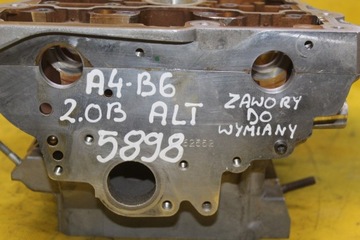 A4-B6
2.0B ALT
5898
ZAWORY
DO
WYMIANY